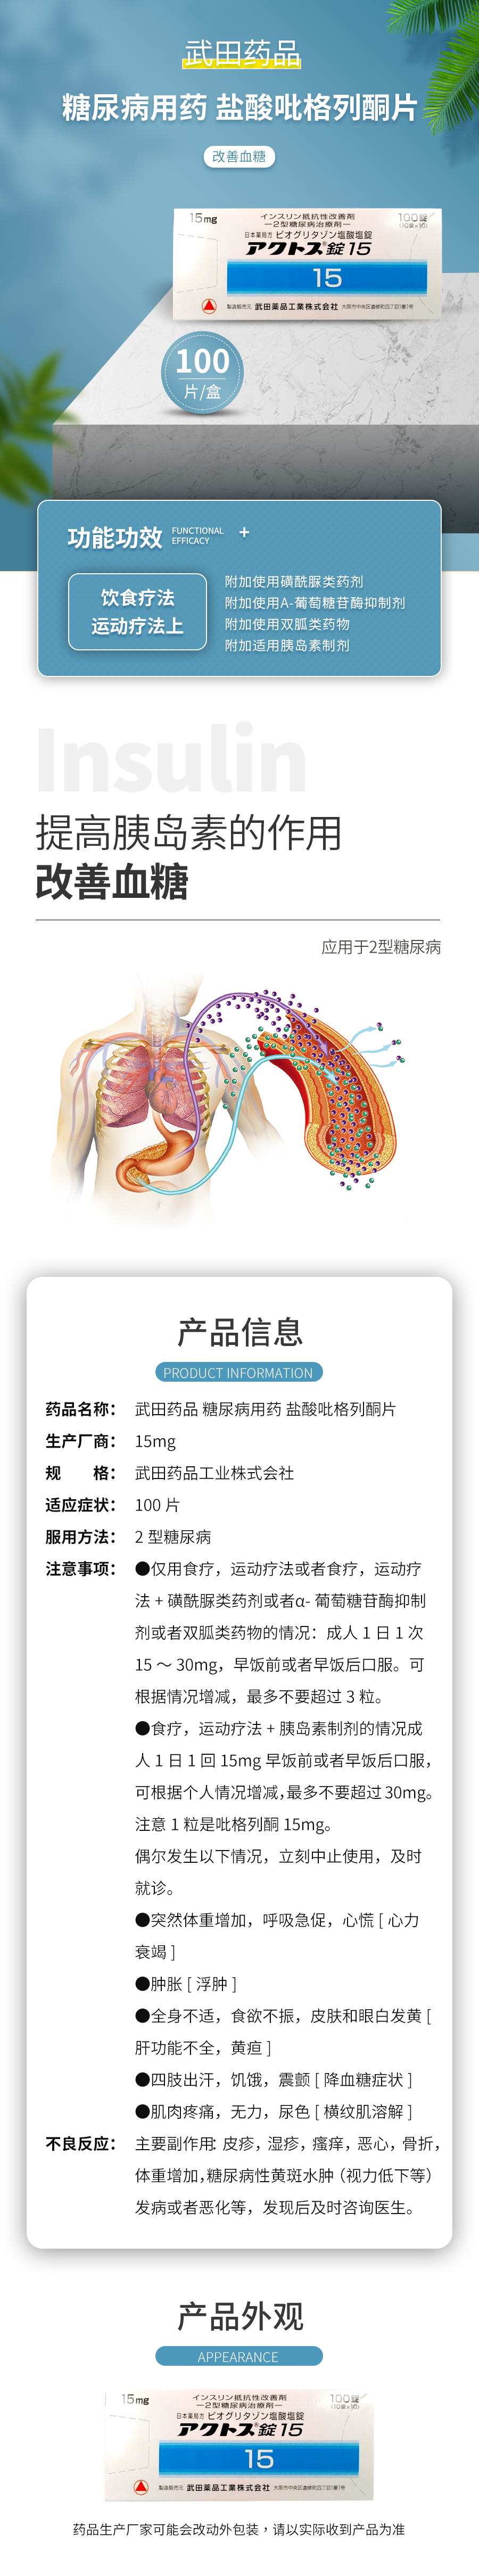 武田药品
糖尿病用药 盐酸吡格列酮片
改善血糖
15mg
インスリン抵抗性改善剤
100錠
—2型糖尿病治療剤—
(10錠×10)
日本薬局方 ピオグリタゾン塩酸塩錠
アクトス®錠15
15
製造販売元 武田薬品工業株式会社 大阪市中央区道修町四丁目1番1号
100
片/盒
功能功效
FUNCTIONAL
EFFICACY
+
饮食疗法
运动疗法上
附加使用磺酰脲类药剂
附加使用A-葡萄糖苷酶抑制剂
附加使用双胍类药物
附加适用胰岛素制剂
Insulin
提高胰岛素的作用
改善血糖
应用于2型糖尿病
产品信息
PRODUCT INFORMATION
药品名称： 武田药品 糖尿病用药 盐酸吡格列酮片
生产厂商： 15mg
规 格： 武田药品工业株式会社
适应症状： 100 片
服用方法： 2 型糖尿病
注意事项： ●仅用食疗，运动疗法或者食疗，运动疗
法 + 磺酰脲类药剂或者α- 葡萄糖苷酶抑制
剂或者双胍类药物的情况：成人 1 日 1 次
15 ～ 30mg，早饭前或者早饭后口服。可
根据情况增减，最多不要超过 3 粒。
●食疗，运动疗法 + 胰岛素制剂的情况成
人 1 日 1 回 15mg 早饭前或者早饭后口服，
可根据个人情况增减，最多不要超过 30mg。
注意 1 粒是吡格列酮 15mg。
偶尔发生以下情况，立刻中止使用，及时
就诊。
●突然体重增加，呼吸急促，心慌 [ 心力
衰竭 ]
●肿胀 [ 浮肿 ]
●全身不适，食欲不振，皮肤和眼白发黄 [
肝功能不全，黄疸 ]
●四肢出汗，饥饿，震颤 [ 降血糖症状 ]
●肌肉疼痛，无力，尿色 [ 横纹肌溶解 ]
不良反应： 主要副作用：皮疹，湿疹，瘙痒，恶心，骨折，
体重增加，糖尿病性黄斑水肿（视力低下等）
发病或者恶化等，发现后及时咨询医生。
产品外观
APPEARANCE
15mg
インスリン抵抗性改善剤
100錠
—2型糖尿病治療剤—
(10錠×10)
日本薬局方 ピオグリタゾン塩酸塩錠
アクトス®錠15
15
製造販売元 武田薬品工業株式会社 大阪市中央区道修町四丁目1番1号
药品生产厂家可能会改动外包装，请以实际收到产品为准